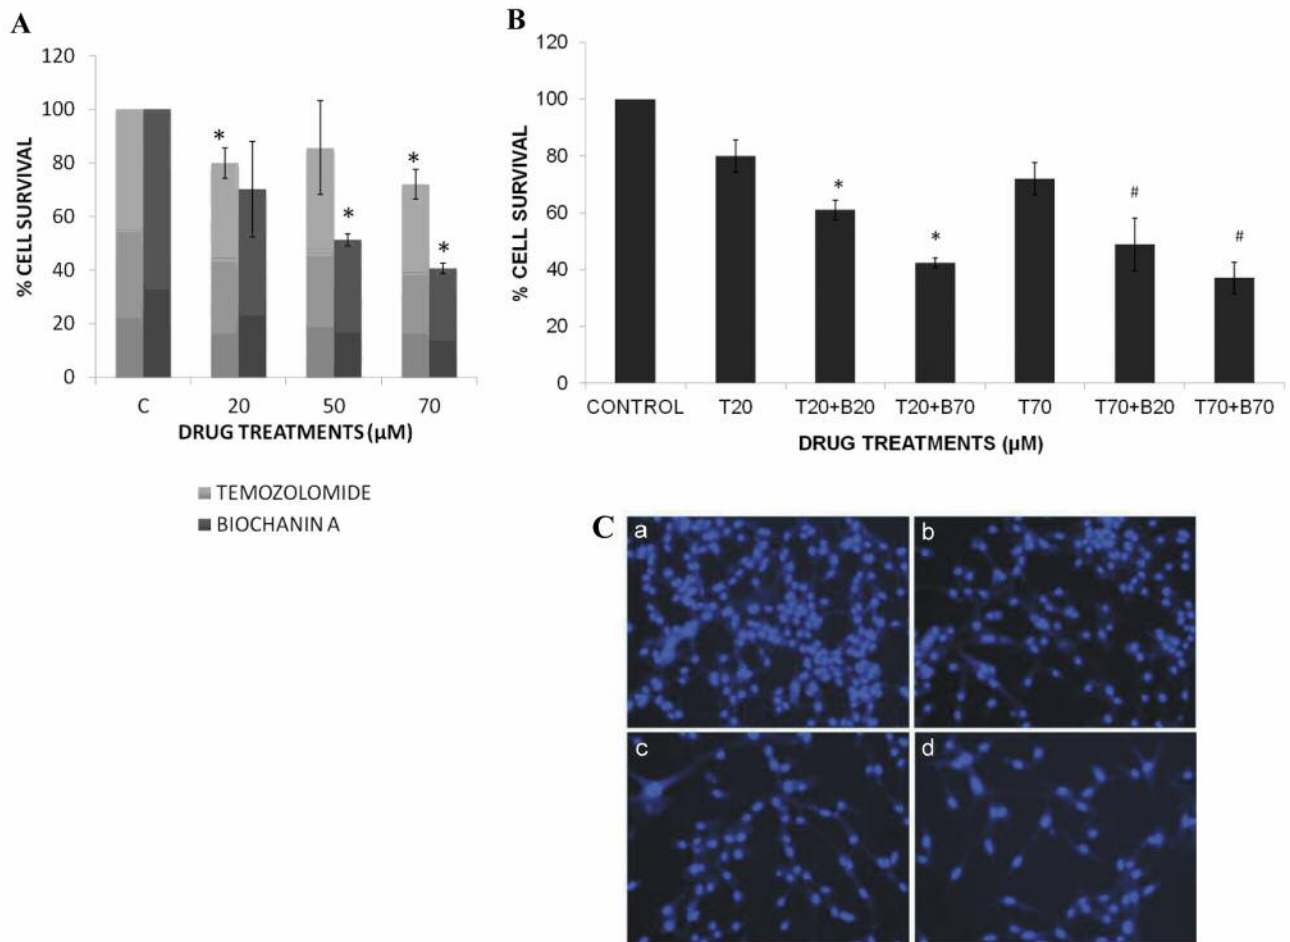 A
120
100
80
60
40
20
0
% CELL SURVIVAL
*
*
*
*
C 20 50 70
DRUG TREATMENTS (µM)
TEMOZOLOMIDE
BIOCHANIN A
B
120
100
80
60
40
20
0
% CELL SURVIVAL
*
*
#
#
CONTROL T20 T20+B20 T20+B70 T70 T70+B20 T70+B70
DRUG TREATMENTS (µM)
C
a
b
c
d